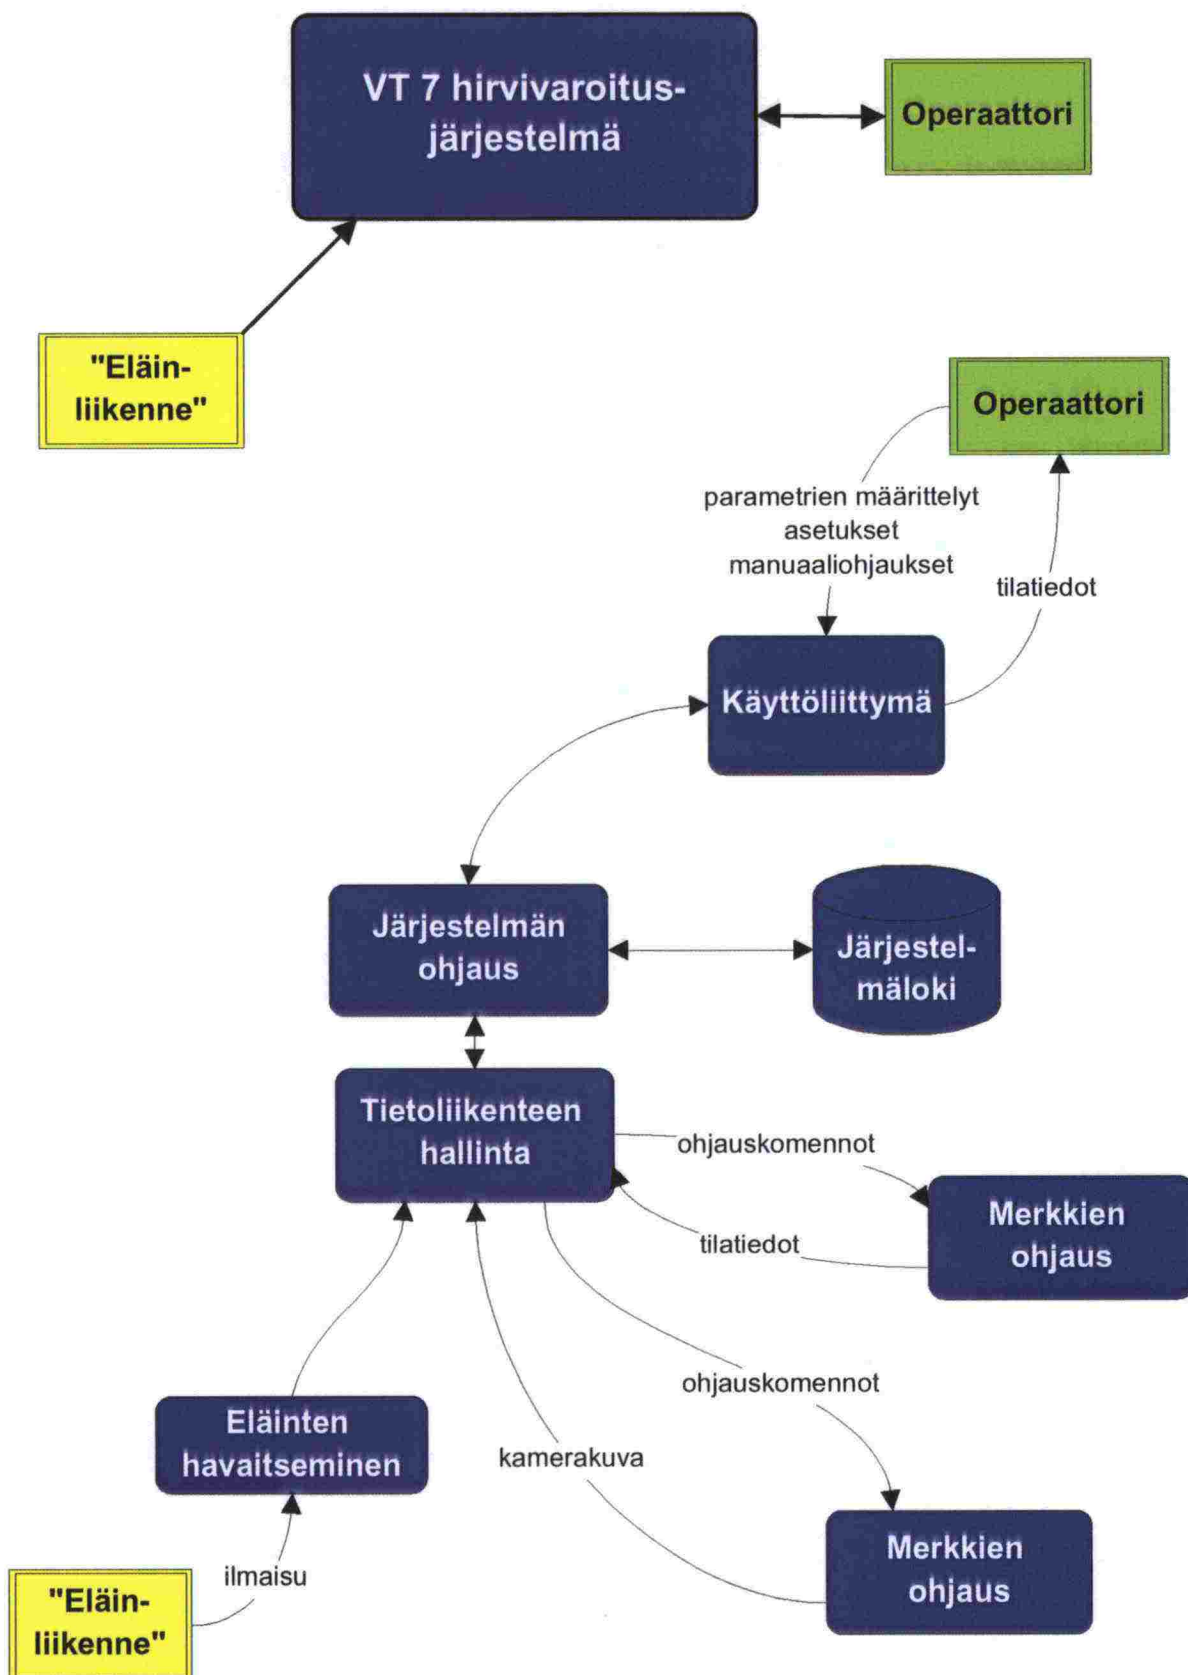 VT 7 hirvivaroitus-
järjestelmä
Operaattori
"Eläin-
liikenne"
Operaattori
parametrien määrittelyt
asetukset
manuaaliohjaukset
tilatiedot
Käyttöliittymä
Järjestelmän
ohjaus
Järjestel-
mäloki
Tietoliikenteen
hallinta
ohjauskomennot
tilatiedot
Merkkien
ohjaus
ohjauskomennot
Eläinten
havaitseminen
kamerakuva
Merkkien
ohjaus
ilmaisu
"Eläin-
liikenne"